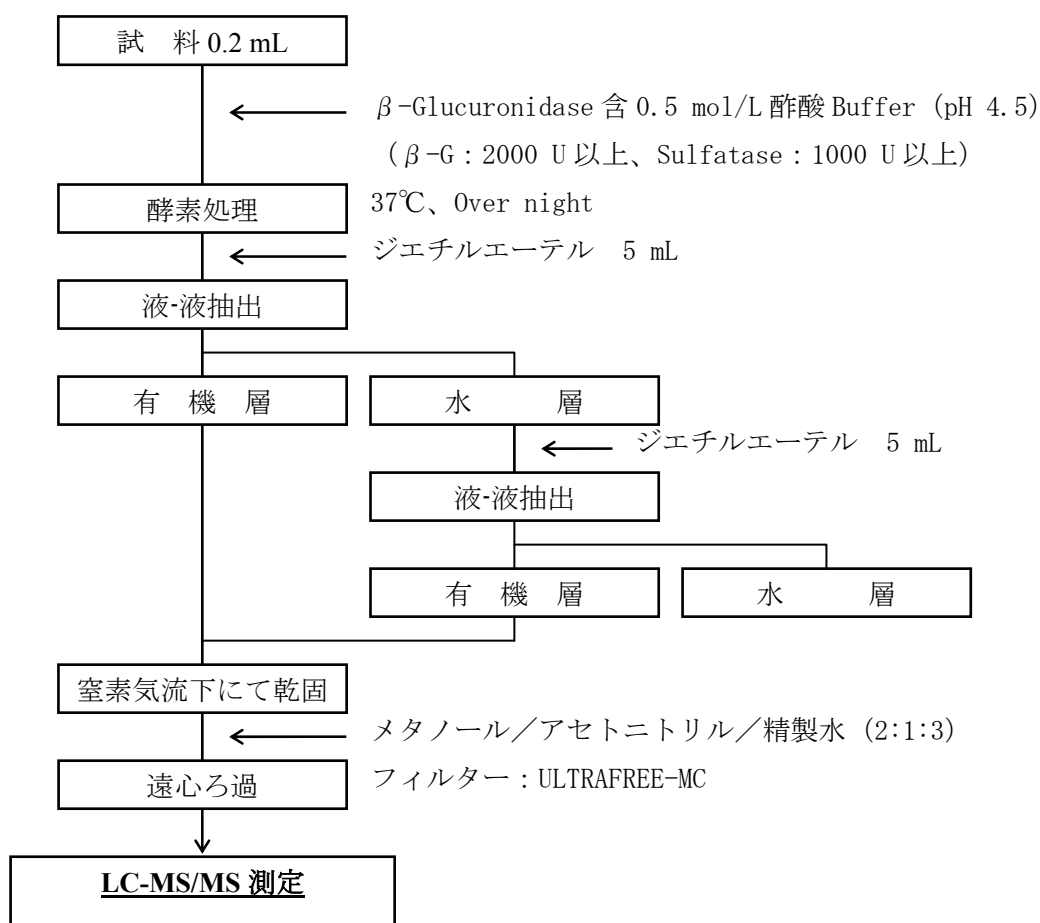 試　料 0.2 mL
β-Glucuronidase 含 0.5 mol/L 酢酸 Buffer (pH 4.5)
（β-G：2000 U 以上、Sulfatase：1000 U 以上）
酵素処理
37℃、Over night
ジエチルエーテル　5 mL
液-液抽出
有　機　層
水　　　層
ジエチルエーテル　5 mL
液-液抽出
有　機　層
水　　　層
窒素気流下にて乾固
メタノール／アセトニトリル／精製水 (2:1:3)
遠心ろ過
フィルター：ULTRAFREE-MC
LC-MS/MS 測定